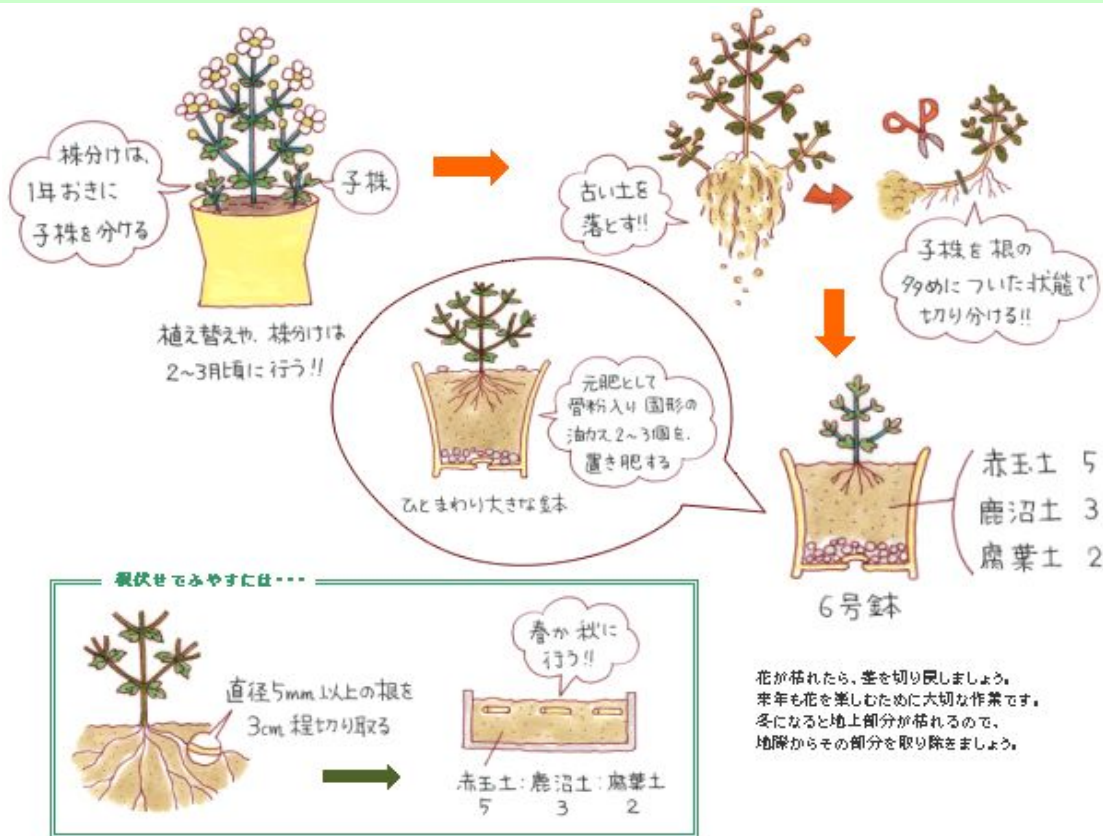 株分けは、
1年おきに
子株を分ける
子株
植え替えや、株分けは
2~3月頃に行う!!
古い土を
落とす!!
子株を根の
多めについた状態で
切り分ける!!
元肥として
骨粉入り固形の
油カス2~3個を、
置き肥する
ひとまわり大きな鉢
赤玉土 5
鹿沼土 3
腐葉土 2
6号鉢
根伏せでふやすには・・・
直径5mm以上の根を
3cm程切り取る
春か秋に
行う!!
赤玉土:鹿沼土:腐葉土
5 3 2
花が枯れたら、茎を切り戻しましょう。
来年も花を楽しむために大切な作業です。
冬になると地上部分が枯れるので、
地際からその部分を取り除きましょう。